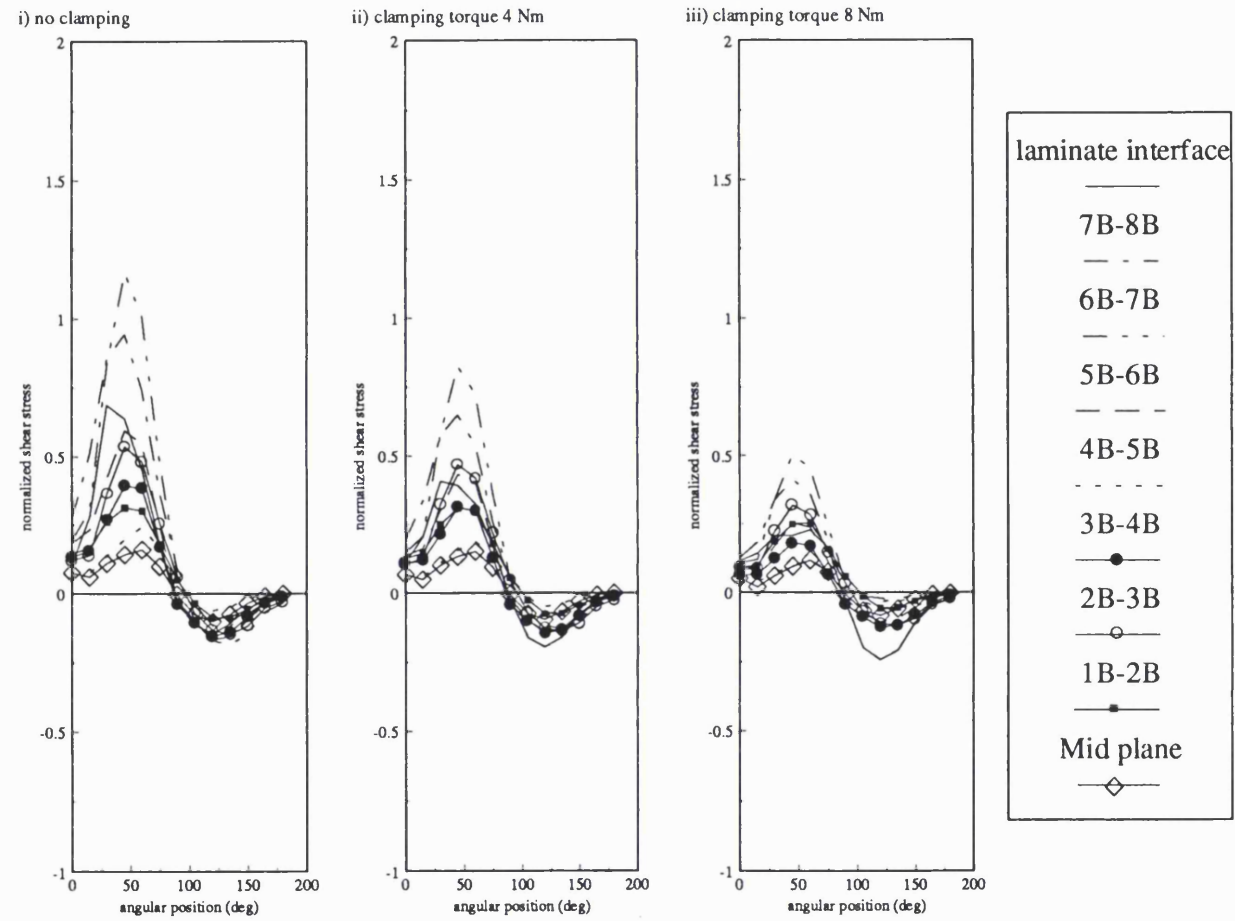 i) no clamping
2
1.5
1
0.5
0
-0.5
-1
0 50 100 150 200
angular position (deg)
normalized shear stress
ii) clamping torque 4 Nm
2
1.5
1
0.5
0
-0.5
-1
0 50 100 150 200
angular position (deg)
normalized shear stress
iii) clamping torque 8 Nm
2
1.5
1
0.5
0
-0.5
-1
0 50 100 150 200
angular position (deg)
normalized shear stress
laminate interface
7B-8B
6B-7B
5B-6B
4B-5B
3B-4B
2B-3B
1B-2B
Mid plane